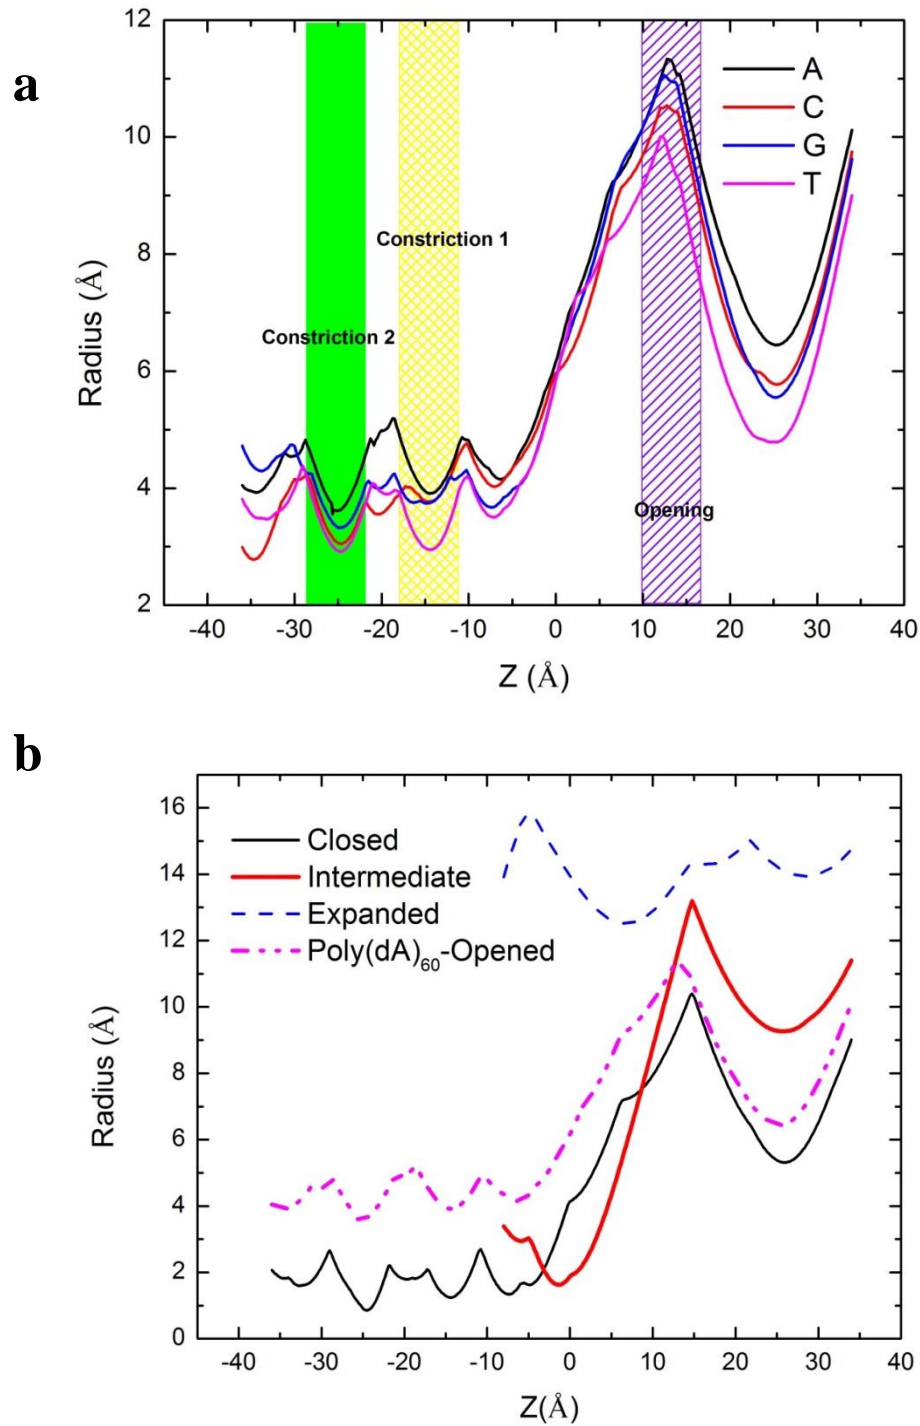 a
12
10
8
6
4
2
Radius (Å)
A
C
G
T
Constriction 1
Constriction 2
Opening
-40 -30 -20 -10 0 10 20 30 40
Z (Å)
b
16
14
12
10
8
6
4
2
0
Radius (Å)
Closed
Intermediate
Expanded
Poly(dA)60-Opened
-40 -30 -20 -10 0 10 20 30 40
Z(Å)